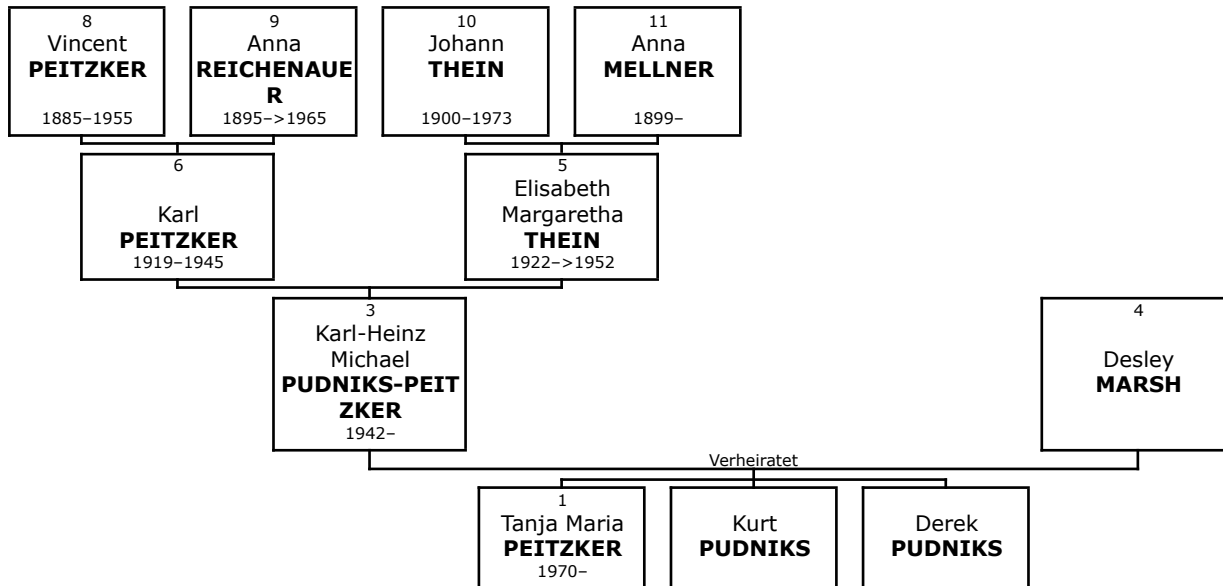 8
Vincent
PEITZKER
1885–1955
9
Anna
REICHENAUE
R
1895–>1965
10
Johann
THEIN
1900–1973
11
Anna
MELLNER
1899–
6
Karl
PEITZKER
1919–1945
5
Elisabeth
Margaretha
THEIN
1922–>1952
3
Karl-Heinz
Michael
PUDNIKS-PEIT
ZKER
1942–
4
Desley
MARSH
Verheiratet
1
Tanja Maria
PEITZKER
1970–
Kurt
PUDNIKS
Derek
PUDNIKS